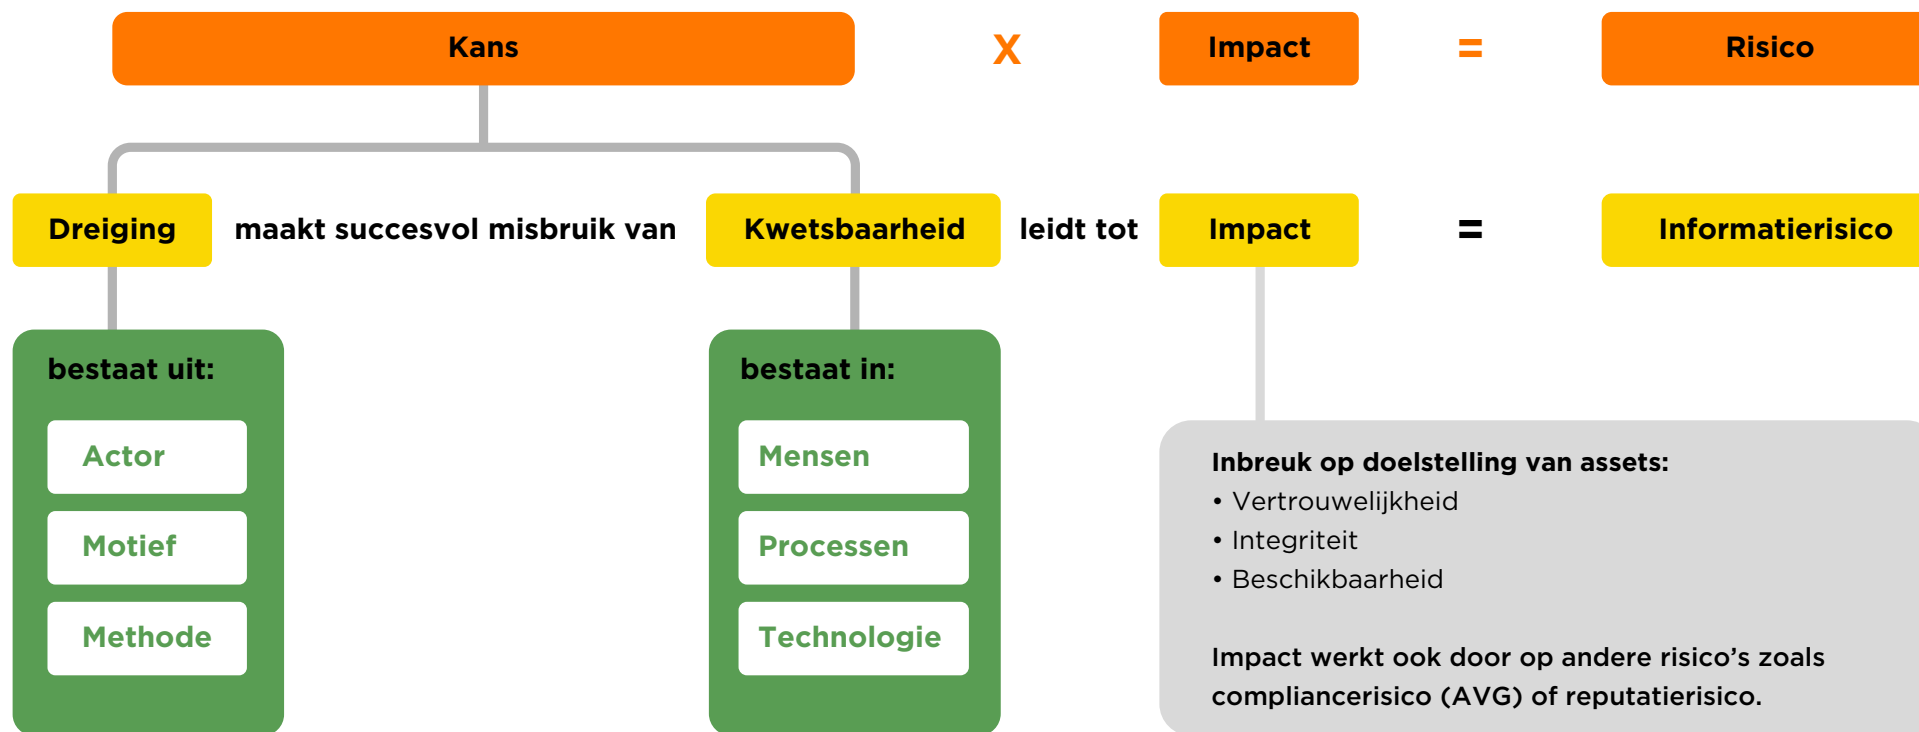 Kans X Impact = Risico
Dreiging maakt succesvol misbruik van Kwetsbaarheid leidt tot Impact = Informatierisico
bestaat uit:
Actor
Motief
Methode
bestaat in:
Mensen
Processen
Technologie
Inbreuk op doelstelling van assets:
• Vertrouwelijkheid
• Integriteit
• Beschikbaarheid
Impact werkt ook door op andere risico’s zoals
compliancerisico (AVG) of reputatierisico.